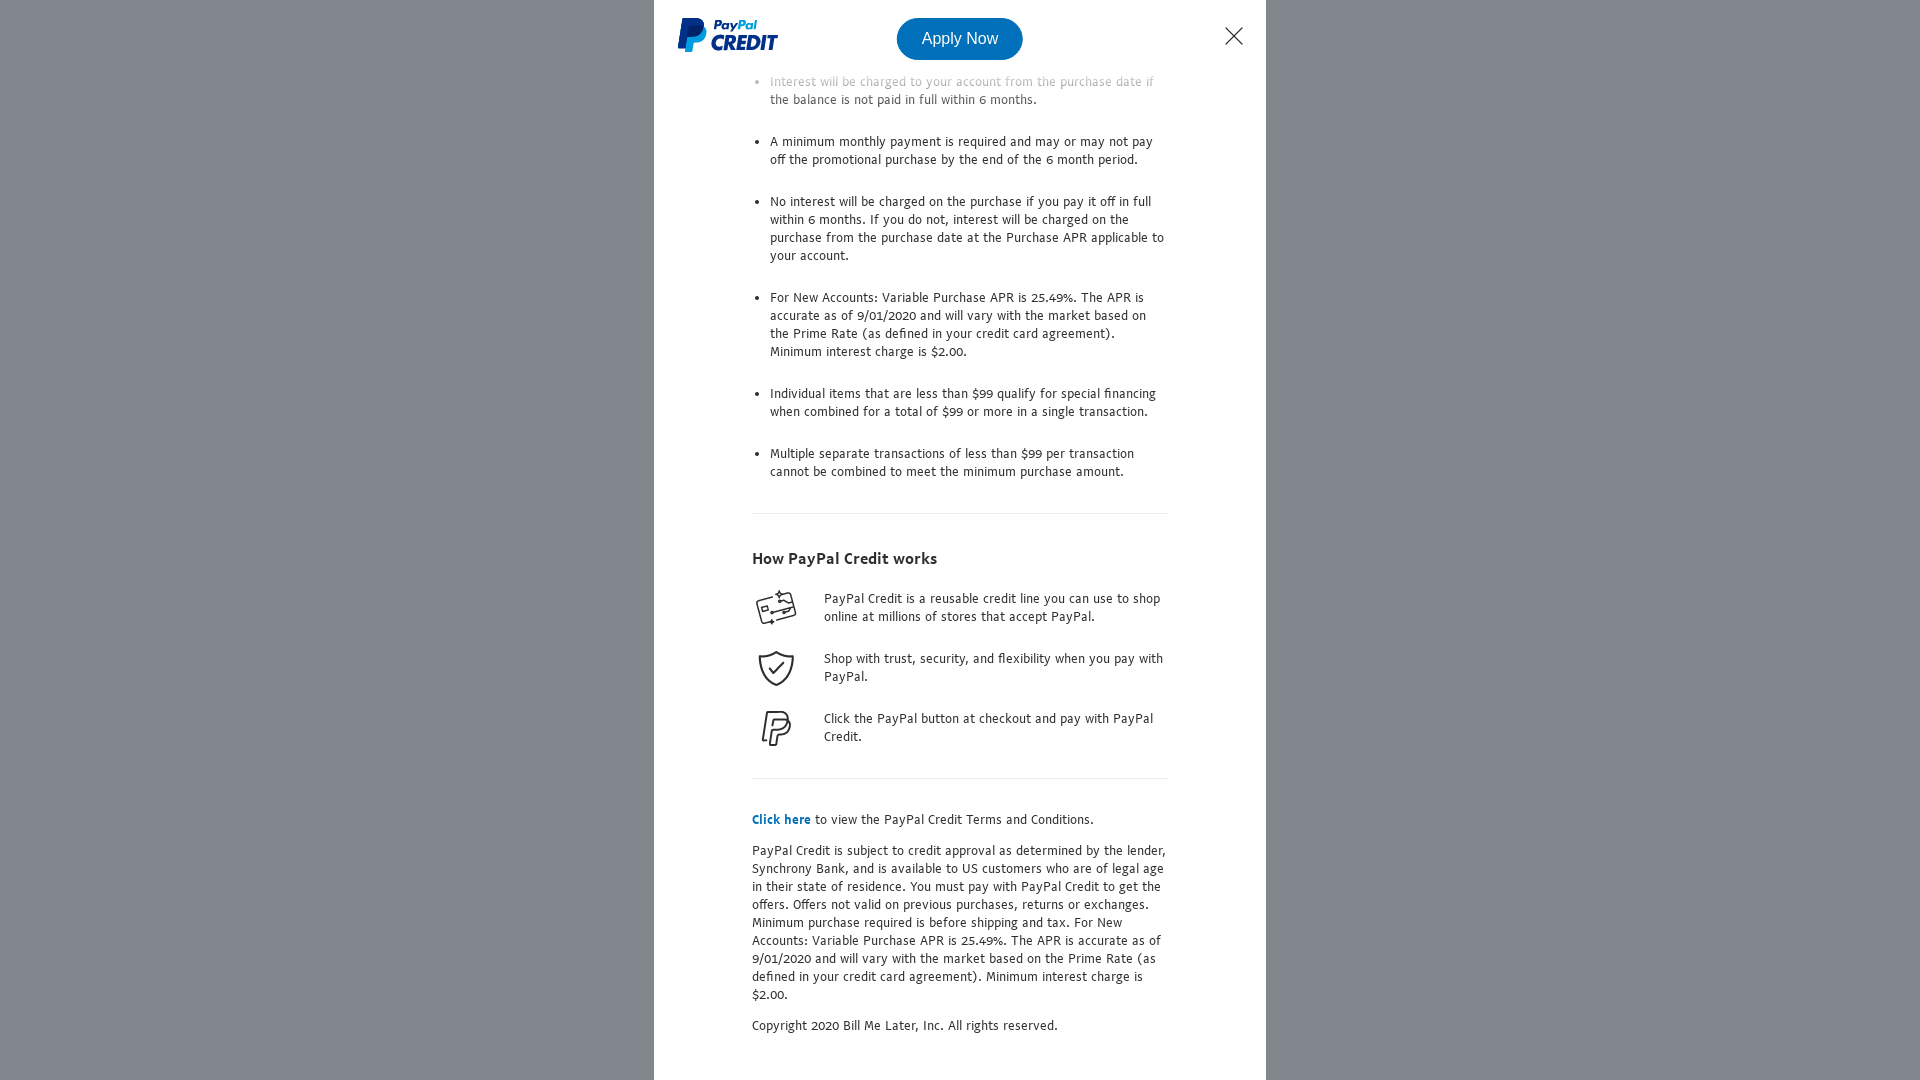 PayPal
CREDIT
Apply Now
• Interest will be charged to your account from the purchase date if
the balance is not paid in full within 6 months.
• A minimum monthly payment is required and may or may not pay
off the promotional purchase by the end of the 6 month period.
• No interest will be charged on the purchase if you pay it off in full
within 6 months. If you do not, interest will be charged on the
purchase from the purchase date at the Purchase APR applicable to
your account.
• For New Accounts: Variable Purchase APR is 25.49%. The APR is
accurate as of 9/01/2020 and will vary with the market based on
the Prime Rate (as defined in your credit card agreement).
Minimum interest charge is $2.00.
• Individual items that are less than $99 qualify for special financing
when combined for a total of $99 or more in a single transaction.
• Multiple separate transactions of less than $99 per transaction
cannot be combined to meet the minimum purchase amount.
How PayPal Credit works
PayPal Credit is a reusable credit line you can use to shop
online at millions of stores that accept PayPal.
Shop with trust, security, and flexibility when you pay with
PayPal.
Click the PayPal button at checkout and pay with PayPal
Credit.
Click here to view the PayPal Credit Terms and Conditions.
PayPal Credit is subject to credit approval as determined by the lender,
Synchrony Bank, and is available to US customers who are of legal age
in their state of residence. You must pay with PayPal Credit to get the
offers. Offers not valid on previous purchases, returns or exchanges.
Minimum purchase required is before shipping and tax. For New
Accounts: Variable Purchase APR is 25.49%. The APR is accurate as of
9/01/2020 and will vary with the market based on the Prime Rate (as
defined in your credit card agreement). Minimum interest charge is
$2.00.
Copyright 2020 Bill Me Later, Inc. All rights reserved.